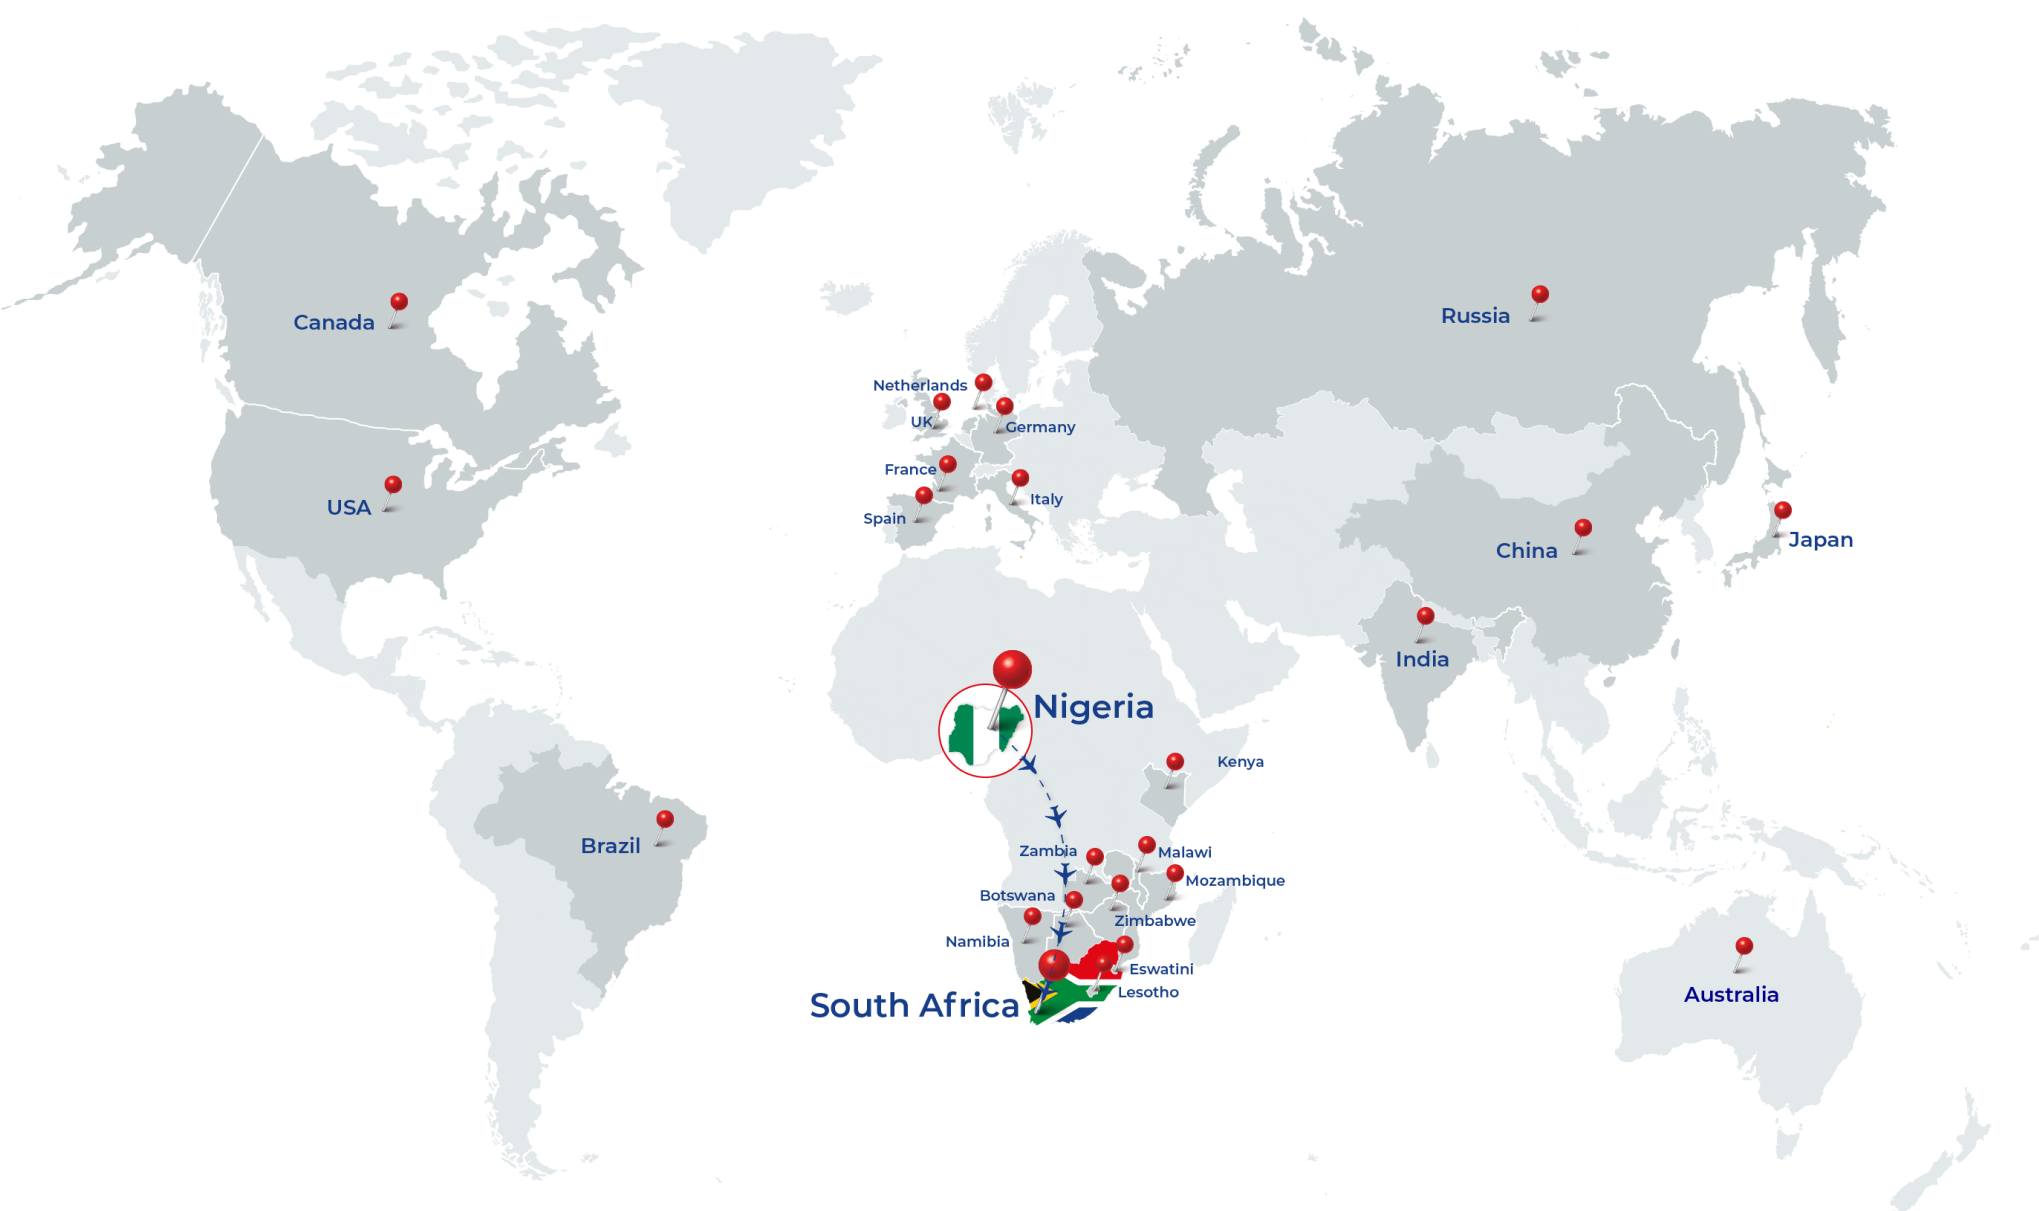 Canada
Russia
Netherlands
UK
Germany
France
Italy
USA
Spain
Japan
China
India
Nigeria
Kenya
Brazil
Zambia
Malawi
Mozambique
Botswana
Zimbabwe
Namibia
Eswatini
Lesotho
South Africa
Australia